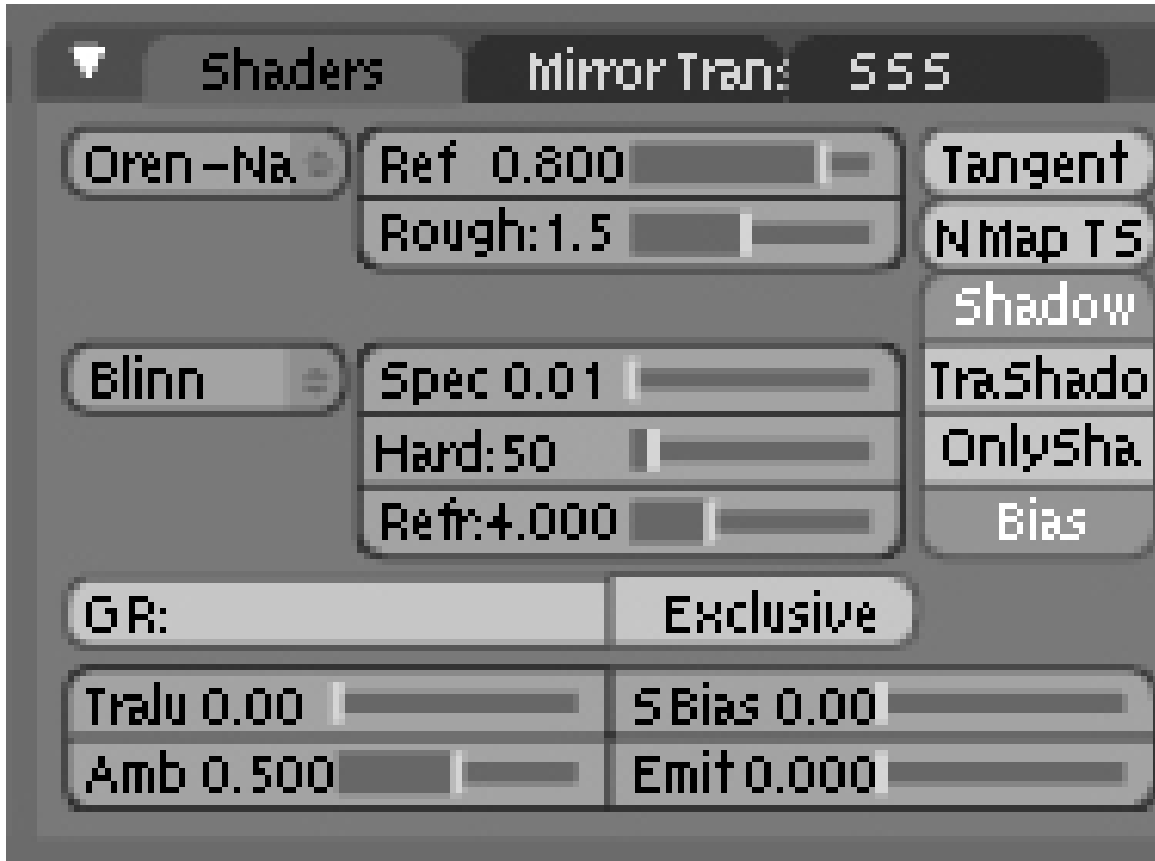 Shaders Mirror Trans SSS
Oren-Na Ref 0.800 Tangent
Rough:1.5 NMap TS
Shadow
Blinn Spec 0.01 TraShado
Hard:50 OnlySha
Refr:4.000 Bias
GR: Exclusive
Tralu 0.00 SBias 0.00
Amb 0.500 Emit 0.000